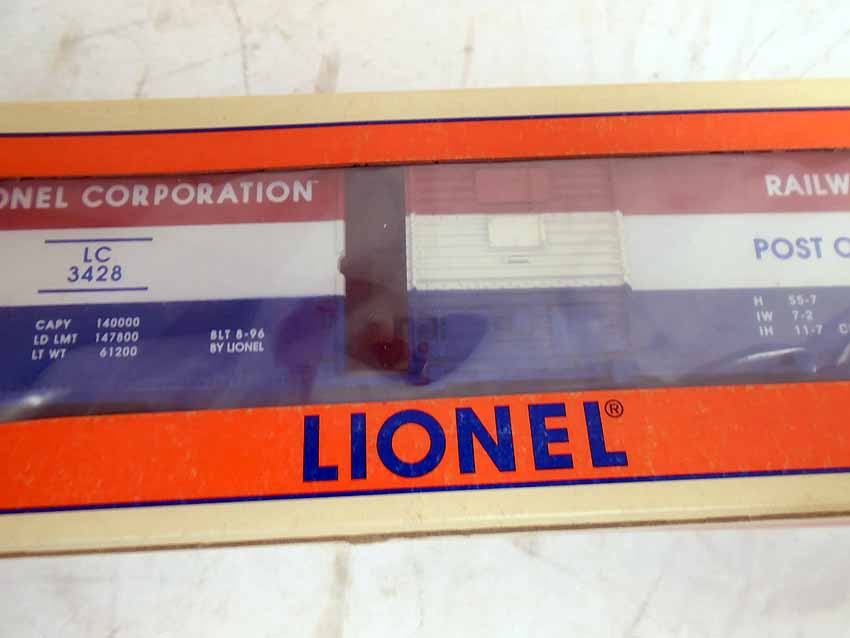 ONEL CORPORATION
LC
3428
CAPY 140000
LD LMT 147800
LT WT 61200
BLT 8-96
BY LIONEL
RAILW
POST O
H 55-7
IW 7-2
IH 11-7
LIONEL®